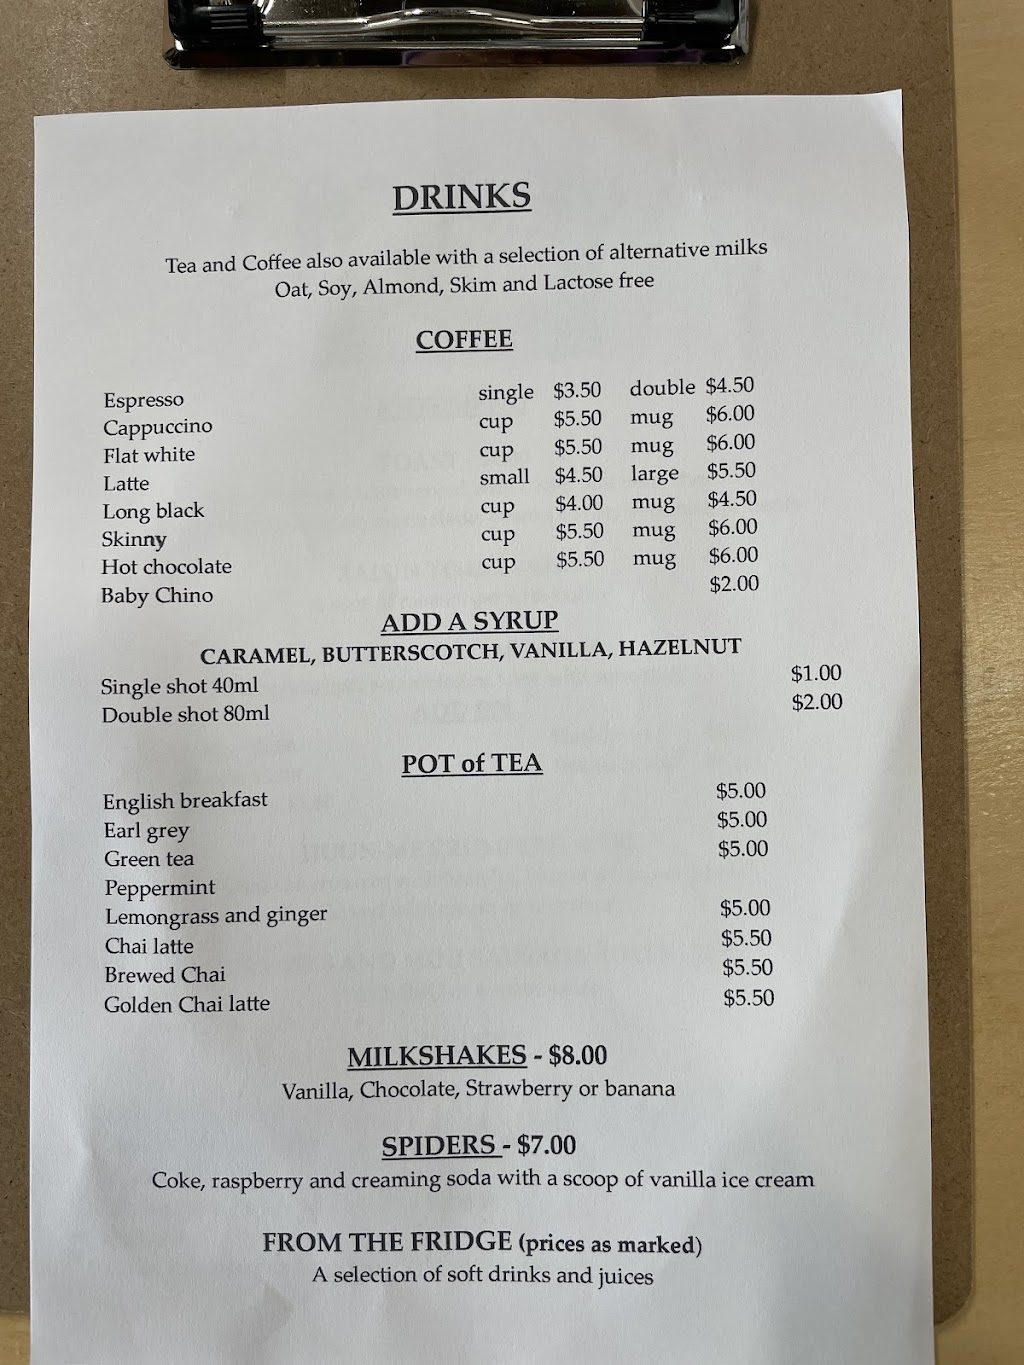 DRINKS
Tea and Coffee also available with a selection of alternative milks
Oat, Soy, Almond, Skim and Lactose free
COFFEE
Espresso single $3.50 double $4.50
Cappuccino cup $5.50 mug $6.00
Flat white cup $5.50 mug $6.00
Latte small $4.50 large $5.50
Long black cup $4.00 mug $4.50
Skinny cup $5.50 mug $6.00
Hot chocolate cup $5.50 mug $6.00
Baby Chino $2.00
ADD A SYRUP
CARAMEL, BUTTERSCOTCH, VANILLA, HAZELNUT
Single shot 40ml $1.00
Double shot 80ml $2.00
POT of TEA
English breakfast $5.00
Earl grey $5.00
Green tea $5.00
Peppermint
Lemongrass and ginger $5.00
Chai latte $5.50
Brewed Chai $5.50
Golden Chai latte $5.50
MILKSHAKES - $8.00
Vanilla, Chocolate, Strawberry or banana
SPIDERS - $7.00
Coke, raspberry and creaming soda with a scoop of vanilla ice cream
FROM THE FRIDGE (prices as marked)
A selection of soft drinks and juices